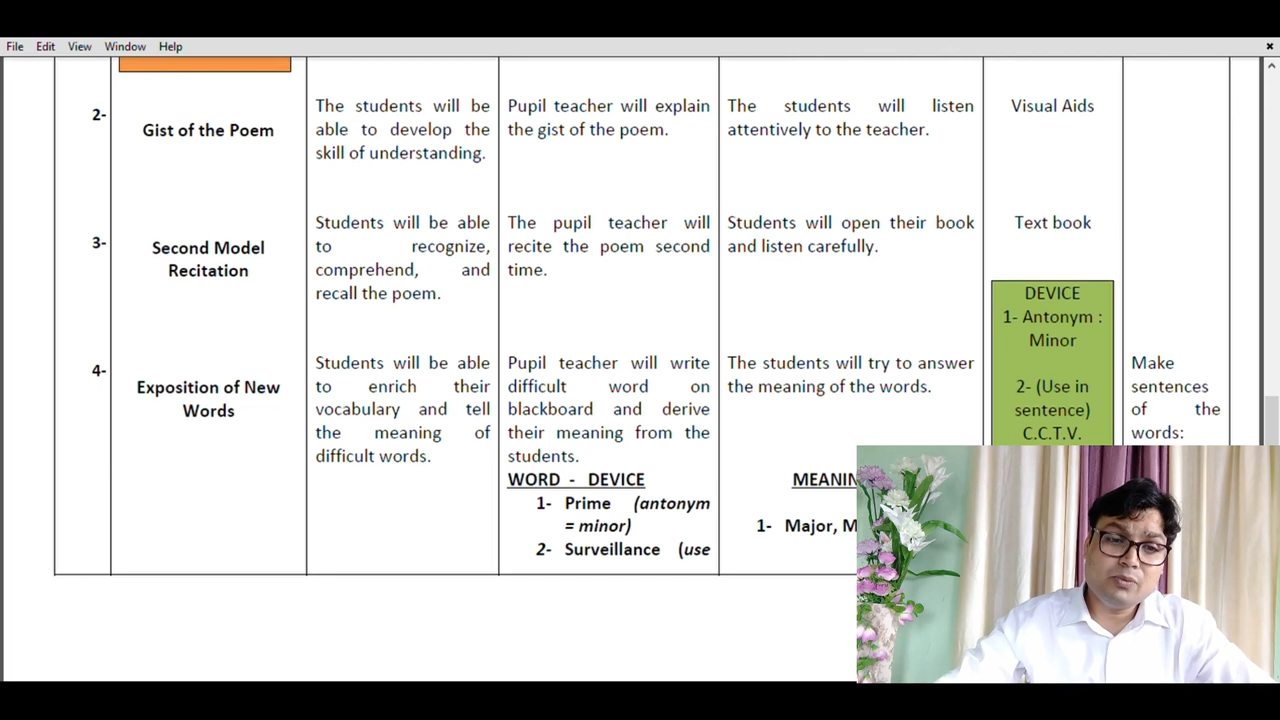 File Edit View Window Help
2-
Gist of the Poem
The students will be
able to develop the
skill of understanding.
Pupil teacher will explain
the gist of the poem.
The students will listen
attentively to the teacher.
Visual Aids
3-
Second Model
Recitation
Students will be able
to recognize,
comprehend, and
recall the poem.
The pupil teacher will
recite the poem second
time.
Students will open their book
and listen carefully.
Text book
4-
Exposition of New
Words
Students will be able
to enrich their
vocabulary and tell
the meaning of
difficult words.
Pupil teacher will write
difficult word on
blackboard and derive
their meaning from the
students.
WORD - DEVICE
1- Prime (antonym
= minor)
2- Surveillance (use
The students will try to answer
the meaning of the words.
MEANIN
1- Major, M
DEVICE
1- Antonym :
Minor
2- (Use in
sentence)
C.C.T.V.
Make
sentences
of the
words: